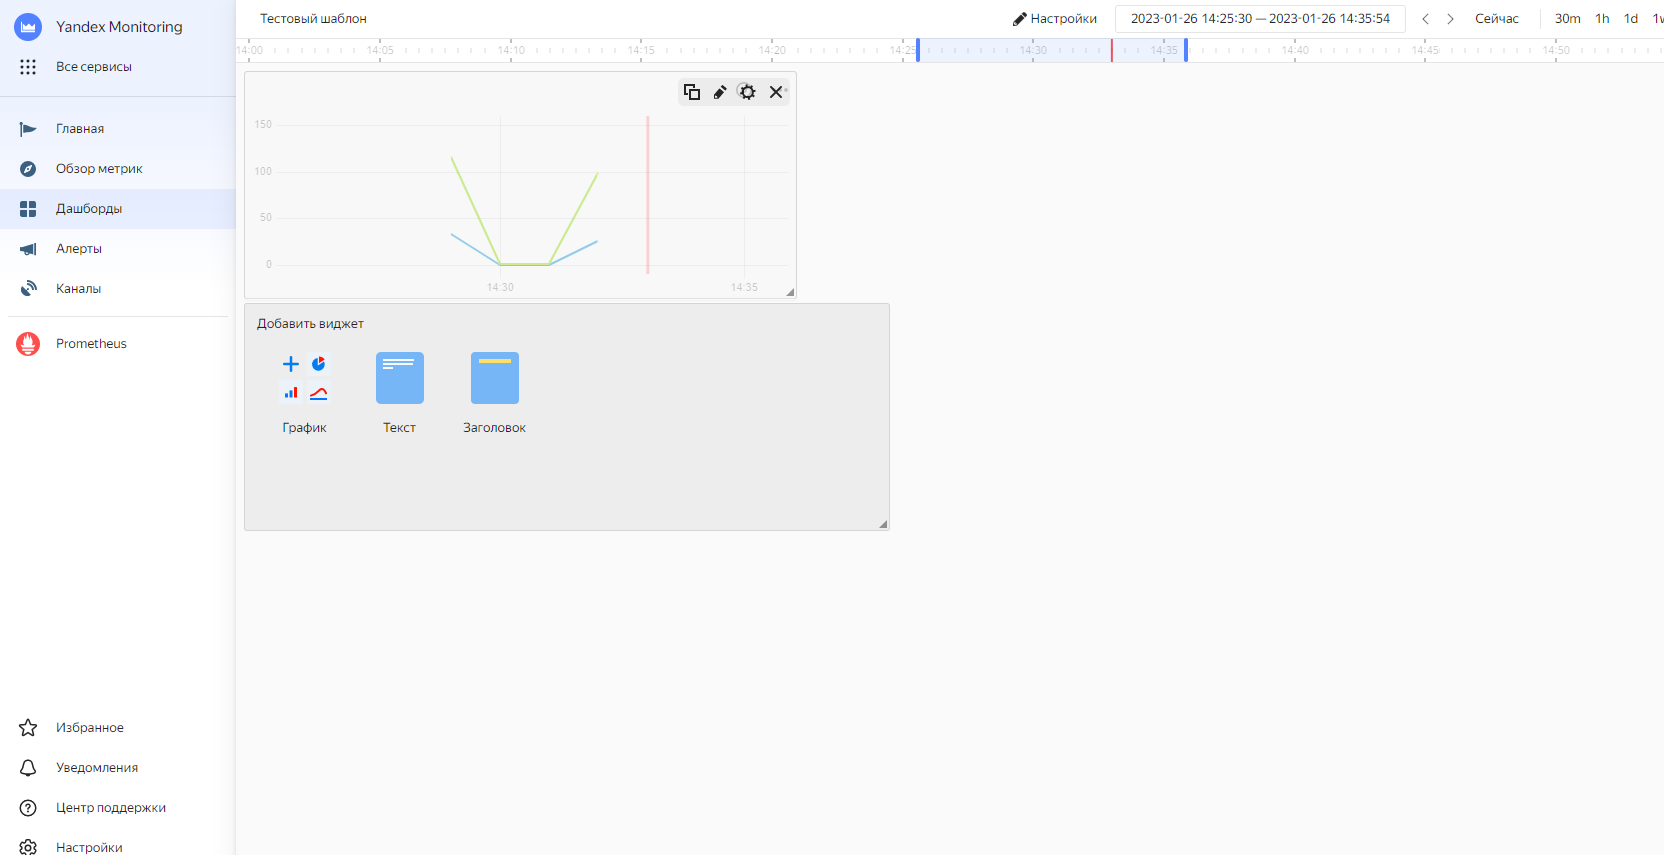 Yandex Monitoring
Все сервисы
Главная
Обзор метрик
Дашборды
Алерты
Каналы
Prometheus
Избранное
Уведомления
Центр поддержки
Настройки
Тестовый шаблон
Настройки
2023-01-26 14:25:30 — 2023-01-26 14:35:54
Сейчас
30m 1h 1d 1w
14:00 14:05 14:10 14:15 14:20 14:25 14:30 14:35 14:40 14:45 14:50
150
100
50
0
14:30 14:35
Добавить виджет
График Текст Заголовок